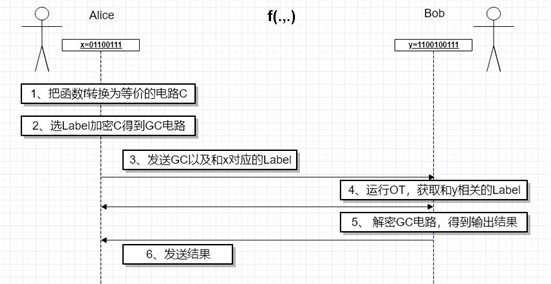 Alice
f(.,.)
Bob
x=01100111
y=1100100111
1、把函数f转换为等价的电路C
2、选Label加密C得到GC电路
3、发送GC以及和x对应的Label
4、运行OT，获取和y相关的Label
5、 解密GC电路，得到输出结果
6、发送结果